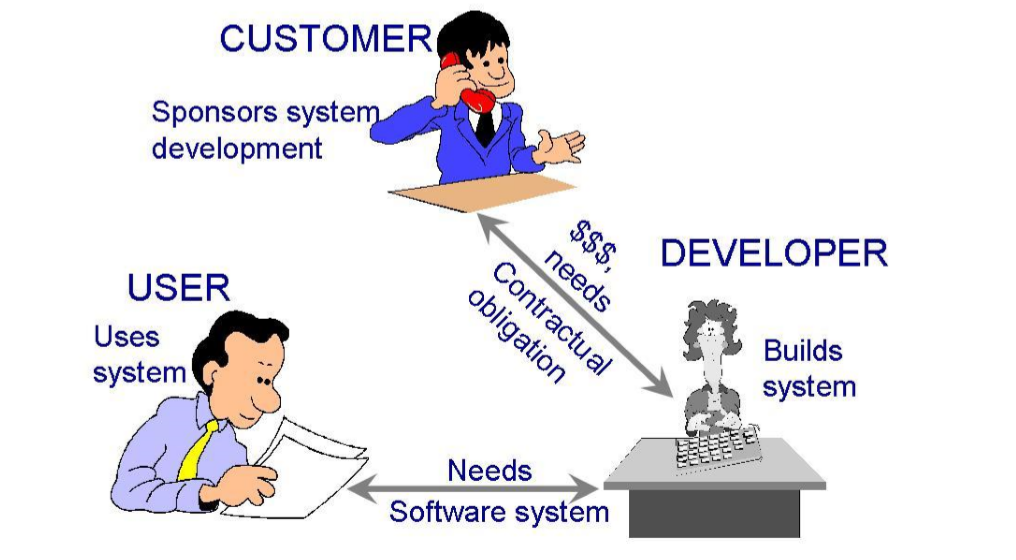 CUSTOMER
Sponsors system
development
$$$,
needs
Contractual
obligation
DEVELOPER
Builds
system
USER
Uses
system
Needs
Software system